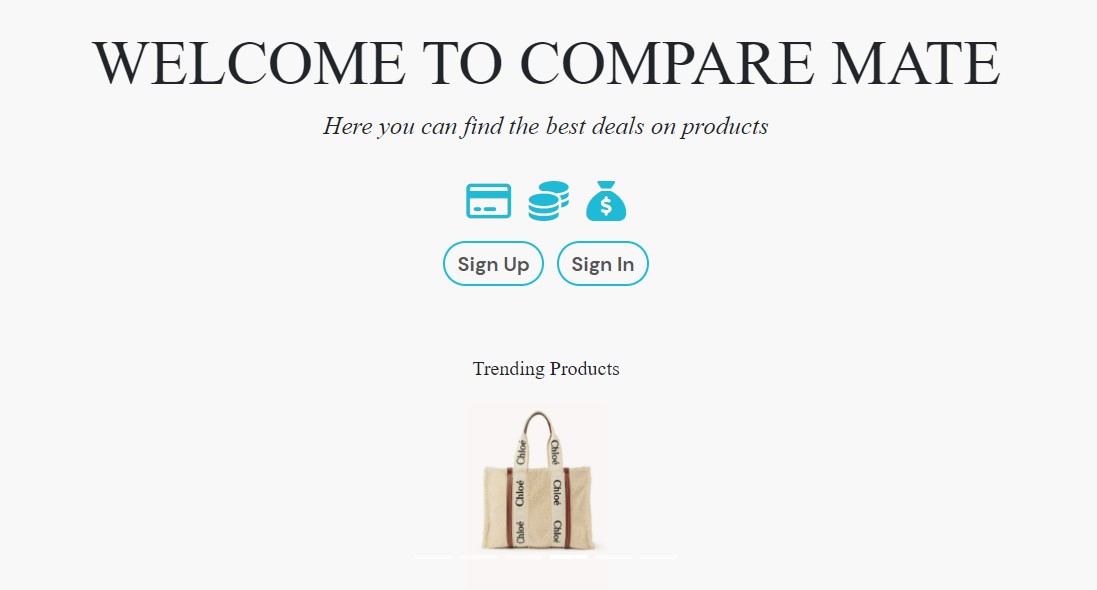 WELCOME TO COMPARE MATE
Here you can find the best deals on products
$
Sign Up Sign In
Trending Products
Chloé Chloé
Chloé Chloé
Chloé Chloé